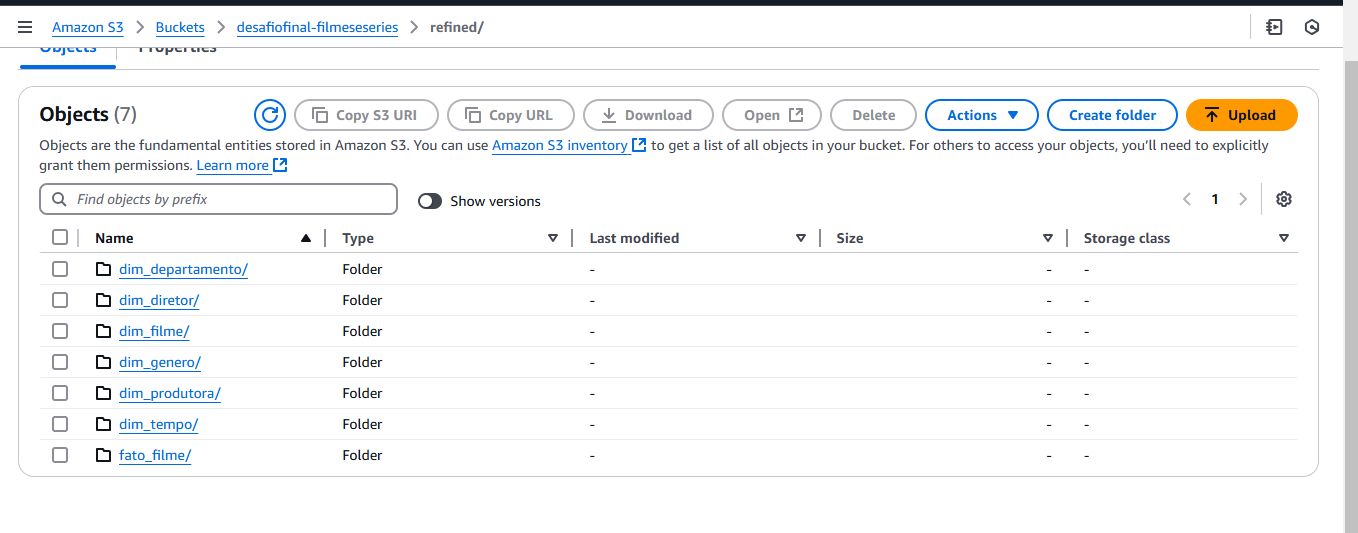 Amazon S3 > Buckets > desafiofinal-filmeseseries > refined/
Objects Properties
Objects (7) Copy S3 URI Copy URL Download Open Delete Actions Create folder Upload
Objects are the fundamental entities stored in Amazon S3. You can use Amazon S3 inventory to get a list of all objects in your bucket. For others to access your objects, you'll need to explicitly
grant them permissions. Learn more
Find objects by prefix Show versions 1
Name Type Last modified Size Storage class
dim_departamento/ Folder - - -
dim_diretor/ Folder - - -
dim_filme/ Folder - - -
dim_genero/ Folder - - -
dim_produtora/ Folder - - -
dim_tempo/ Folder - - -
fato_filme/ Folder - - -